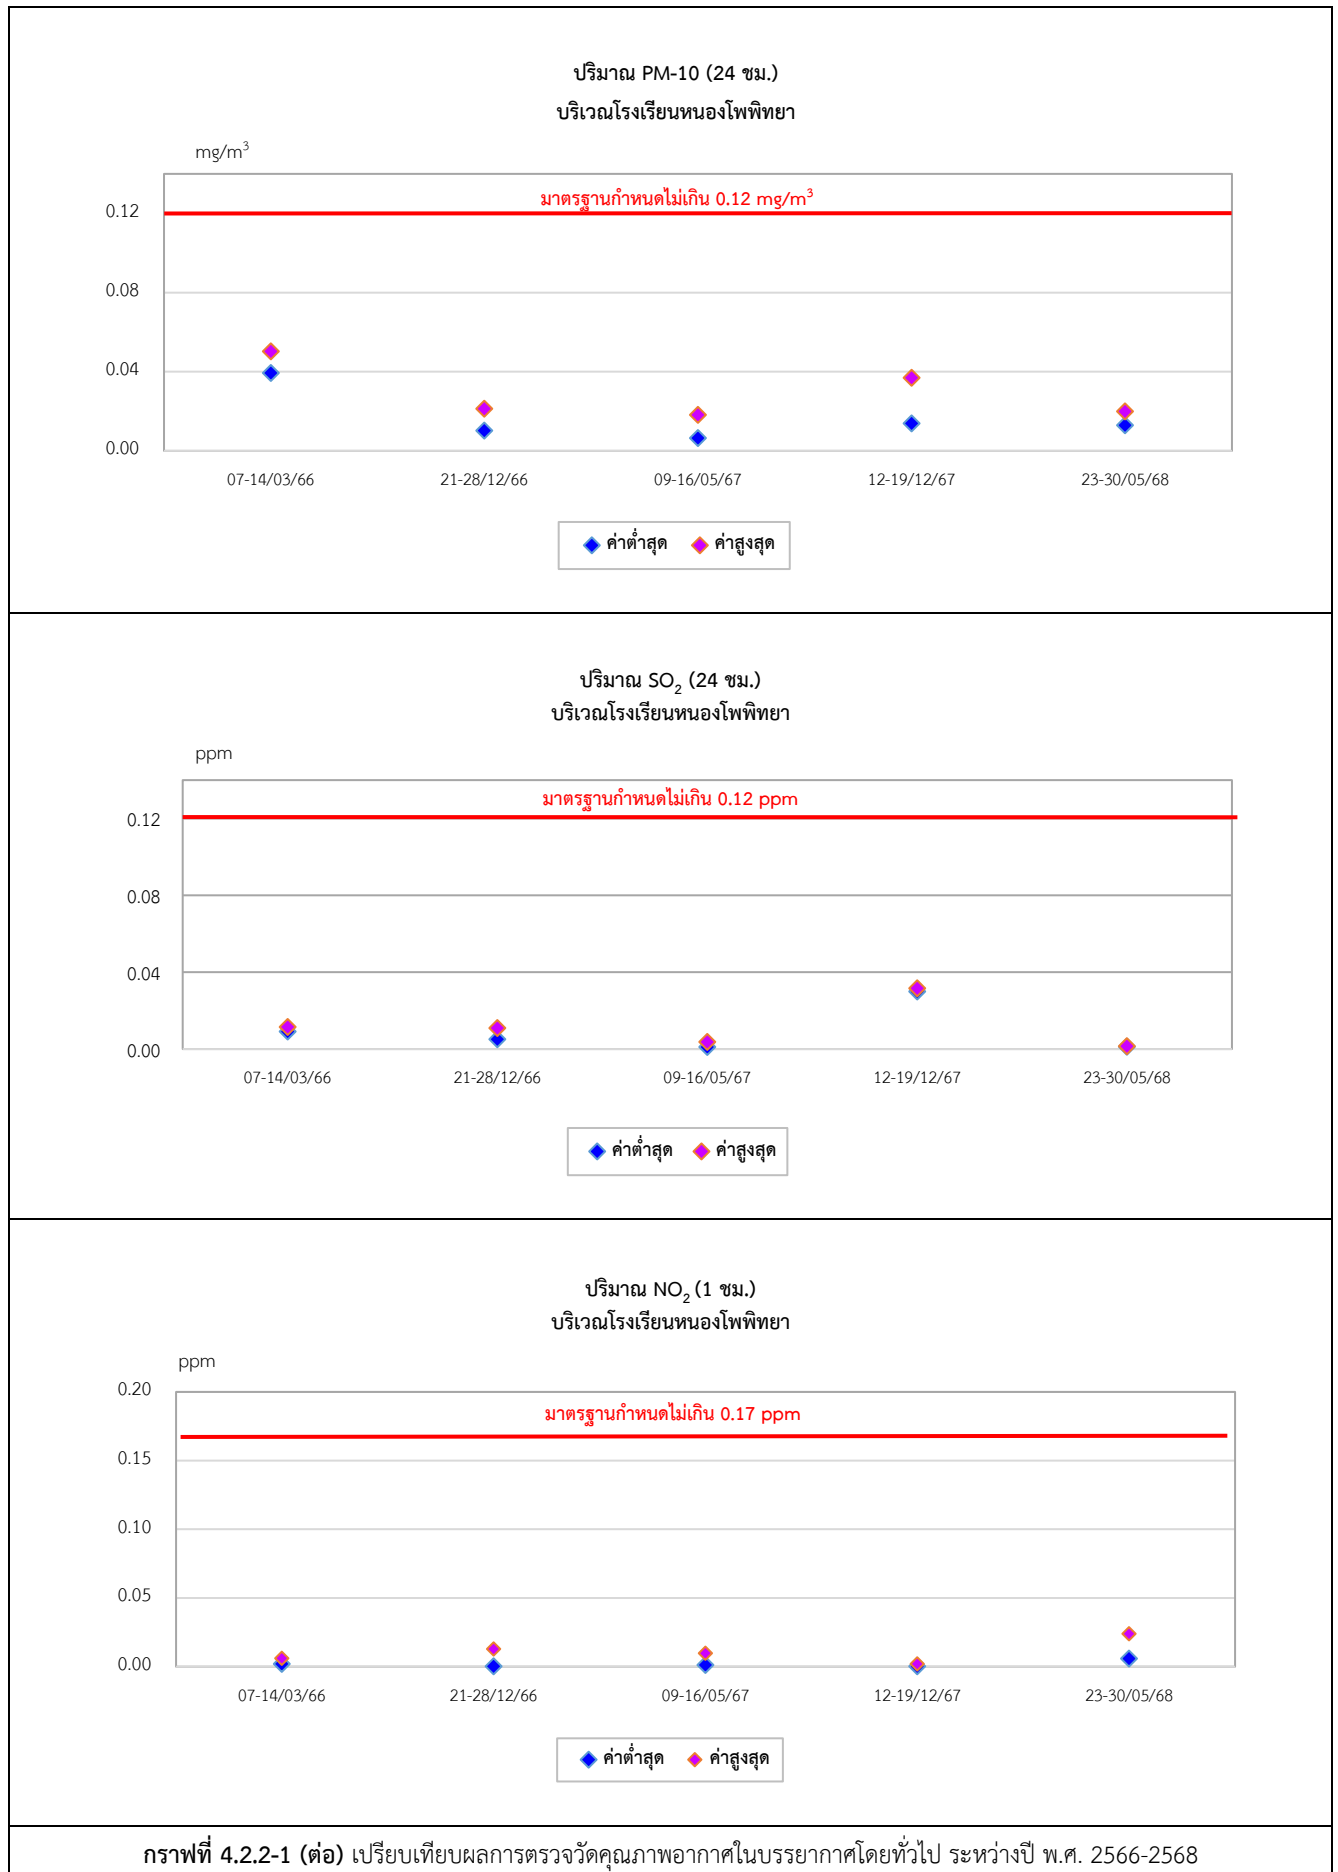 ปริมาณ PM-10 (24 ชม.)
บริเวณโรงเรียนหนองโพพิทยา
mg/m³
มาตรฐานกำหนดไม่เกิน 0.12 mg/m³
0.12
0.08
0.04
0.00
07-14/03/66 21-28/12/66 09-16/05/67 12-19/12/67 23-30/05/68
ค่าต่ำสุด ค่าสูงสุด
ปริมาณ SO₂ (24 ชม.)
บริเวณโรงเรียนหนองโพพิทยา
ppm
มาตรฐานกำหนดไม่เกิน 0.12 ppm
0.12
0.08
0.04
0.00
07-14/03/66 21-28/12/66 09-16/05/67 12-19/12/67 23-30/05/68
ค่าต่ำสุด ค่าสูงสุด
ปริมาณ NO₂ (1 ชม.)
บริเวณโรงเรียนหนองโพพิทยา
ppm
0.20
มาตรฐานกำหนดไม่เกิน 0.17 ppm
0.15
0.10
0.05
0.00
07-14/03/66 21-28/12/66 09-16/05/67 12-19/12/67 23-30/05/68
ค่าต่ำสุด ค่าสูงสุด
กราฟที่ 4.2.2-1 (ต่อ) เปรียบเทียบผลการตรวจวัดคุณภาพอากาศในบรรยากาศโดยทั่วไป ระหว่างปี พ.ศ. 2566-2568